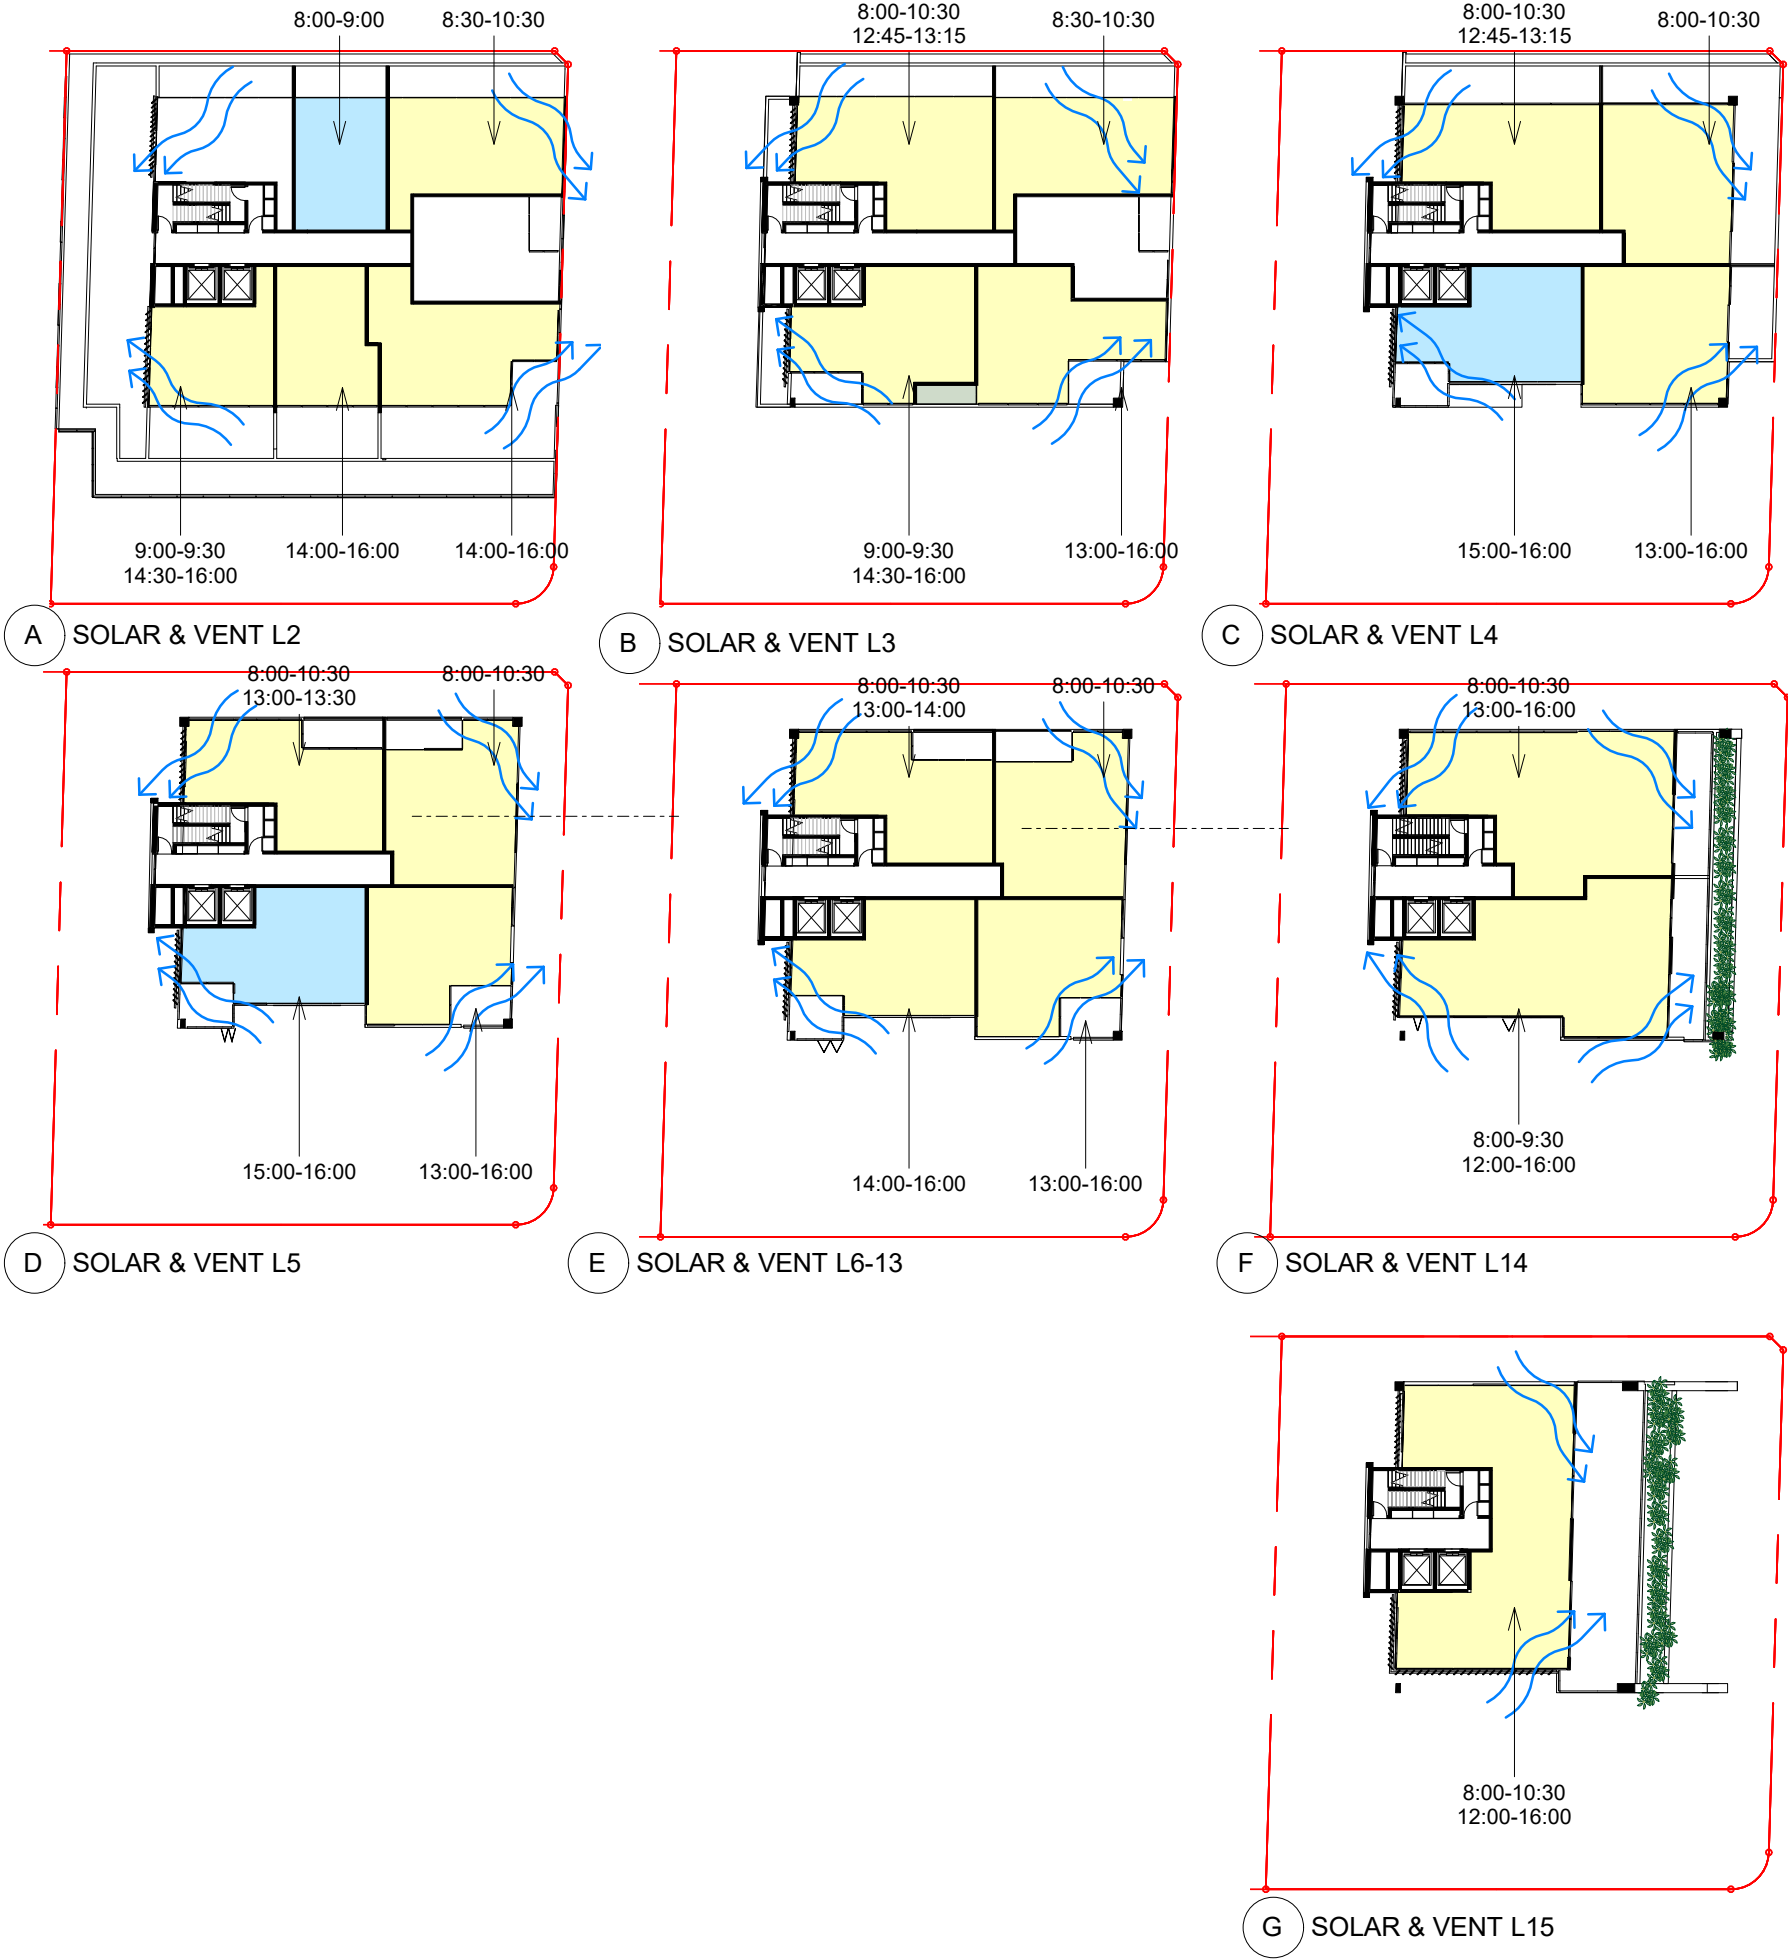 8:00-9:00
8:30-10:30
9:00-9:30
14:30-16:00
14:00-16:00
14:00-16:00
A
SOLAR & VENT L2
8:00-10:30
12:45-13:15
8:30-10:30
9:00-9:30
14:30-16:00
13:00-16:00
B
SOLAR & VENT L3
8:00-10:30
12:45-13:15
8:00-10:30
15:00-16:00
13:00-16:00
C
SOLAR & VENT L4
8:00-10:30
13:00-13:30
8:00-10:30
15:00-16:00
13:00-16:00
D
SOLAR & VENT L5
8:00-10:30
13:00-14:00
8:00-10:30
14:00-16:00
13:00-16:00
E
SOLAR & VENT L6-13
8:00-10:30
13:00-16:00
8:00-9:30
12:00-16:00
F
SOLAR & VENT L14
8:00-10:30
12:00-16:00
G
SOLAR & VENT L15